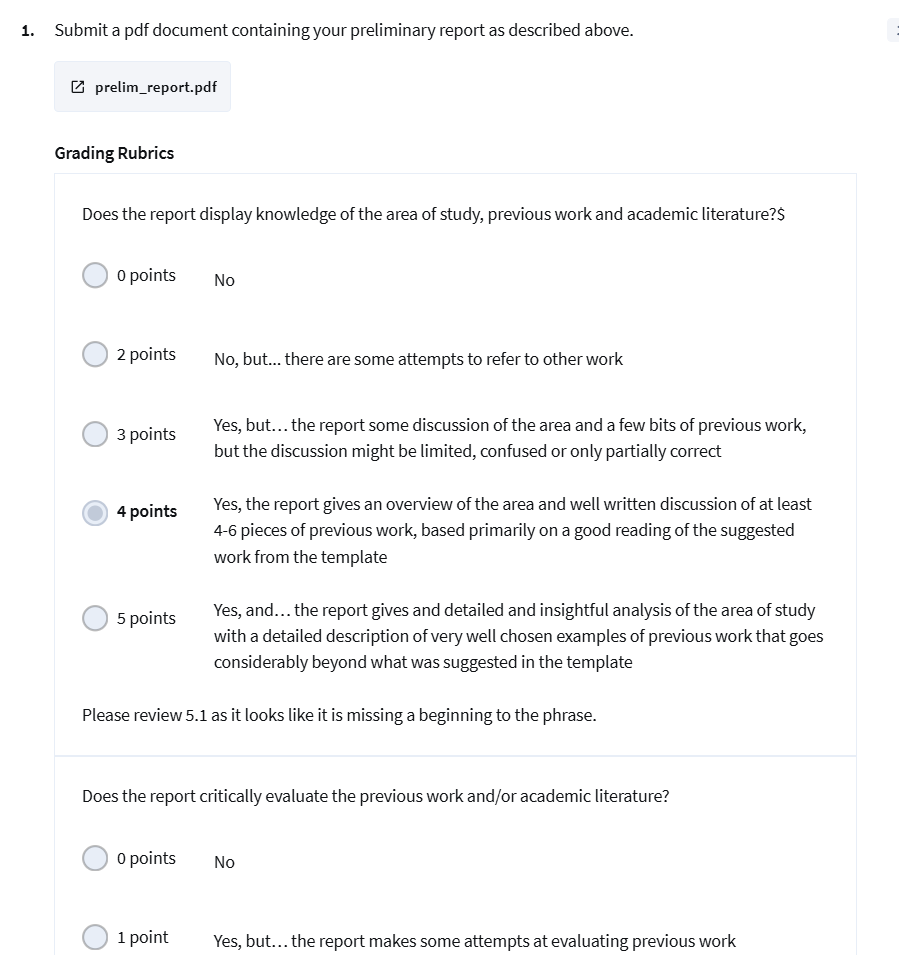 1. Submit a pdf document containing your preliminary report as described above.
prelim_report.pdf
Grading Rubrics
Does the report display knowledge of the area of study, previous work and academic literature?$
0 points No
2 points No, but... there are some attempts to refer to other work
3 points Yes, but… the report some discussion of the area and a few bits of previous work,
but the discussion might be limited, confused or only partially correct
4 points Yes, the report gives an overview of the area and well written discussion of at least
4-6 pieces of previous work, based primarily on a good reading of the suggested
work from the template
5 points Yes, and… the report gives and detailed and insightful analysis of the area of study
with a detailed description of very well chosen examples of previous work that goes
considerably beyond what was suggested in the template
Please review 5.1 as it looks like it is missing a beginning to the phrase.
Does the report critically evaluate the previous work and/or academic literature?
0 points No
1 point Yes, but… the report makes some attempts at evaluating previous work